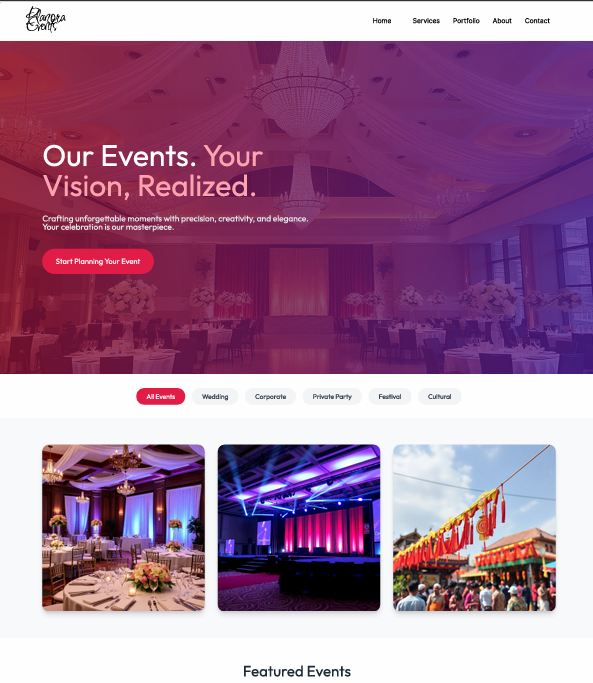 Planora
Events
Home Services Portfolio About Contact
Our Events. Your
Vision, Realized.
Crafting unforgettable moments with precision, creativity, and elegance.
Your celebration is our masterpiece.
Start Planning Your Event
All Events Wedding Corporate Private Party Festival Cultural
Featured Events